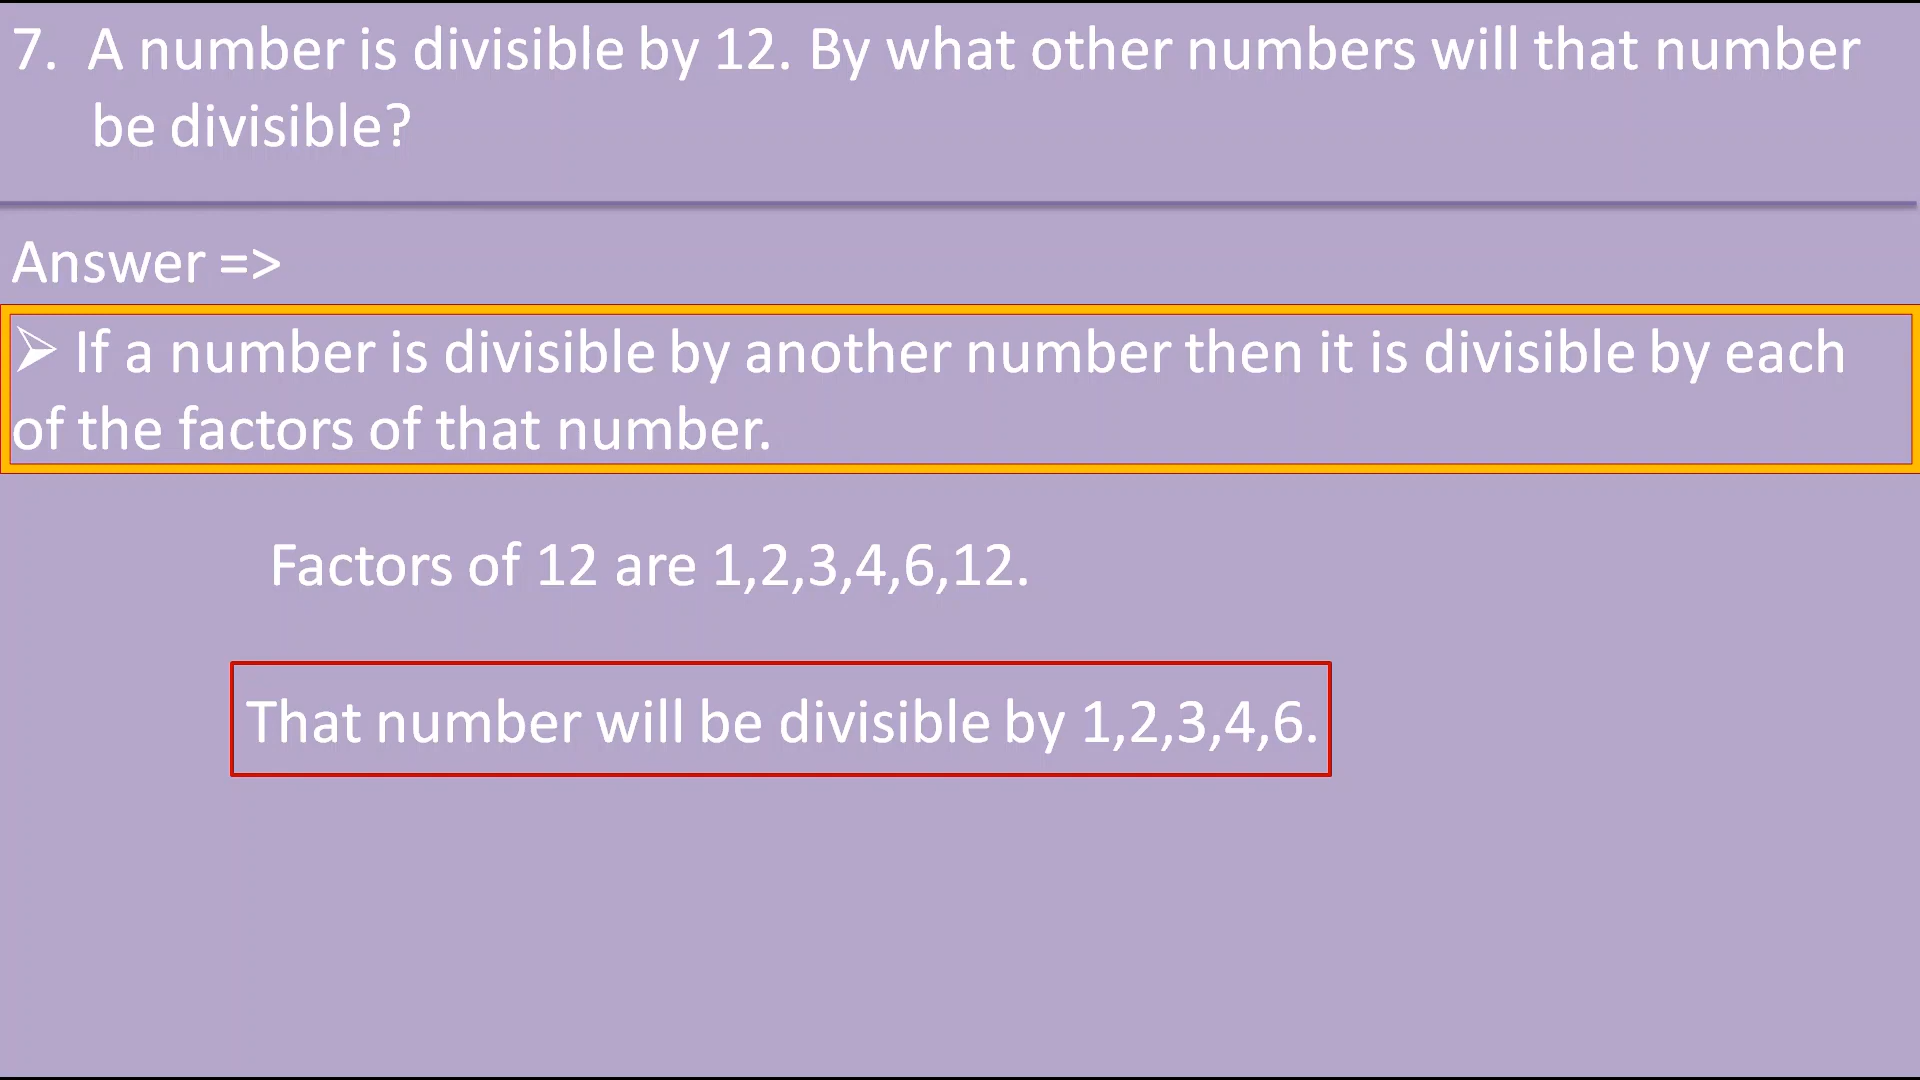 7. A number is divisible by 12. By what other numbers will that number
be divisible?
Answer =>
➢ If a number is divisible by another number then it is divisible by each
of the factors of that number.
Factors of 12 are 1,2,3,4,6,12.
That number will be divisible by 1,2,3,4,6.